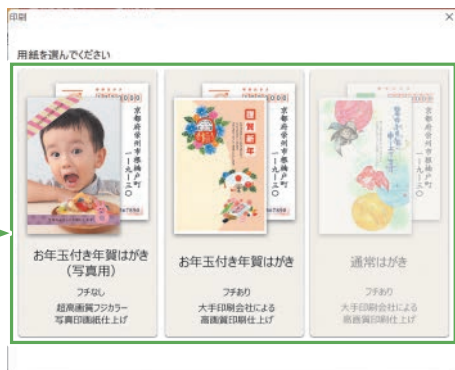 印刷
用紙を選んでください
謹賀新年
お年玉付き年賀はがき
(写真用)
フチなし
超高画質フジカラー
写真印画紙仕上げ
お年玉付き年賀はがき
フチあり
大手印刷会社による
高画質印刷仕上げ
通常はがき
フチあり
大手印刷会社による
高画質印刷仕上げ